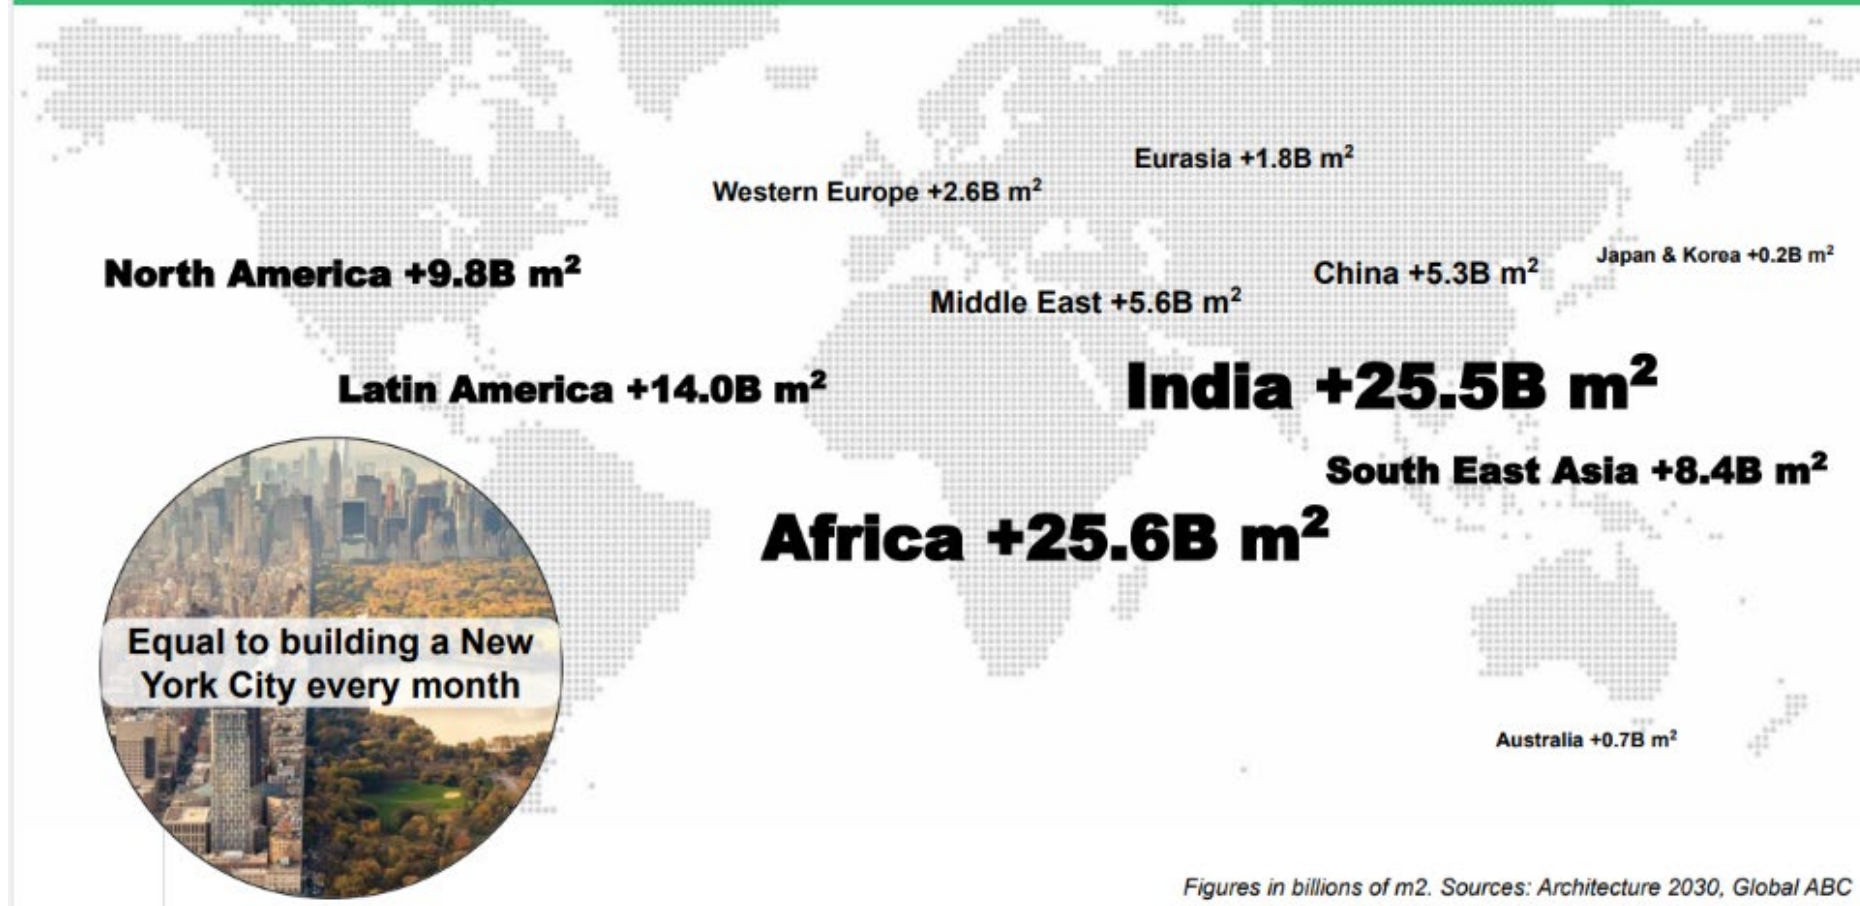 Eurasia +1.8B m²
Western Europe +2.6B m²
North America +9.8B m²
Japan & Korea +0.2B m²
China +5.3B m²
Middle East +5.6B m²
Latin America +14.0B m²
India +25.5B m²
South East Asia +8.4B m²
Africa +25.6B m²
Equal to building a New
York City every month
Australia +0.7B m²
Figures in billions of m2. Sources: Architecture 2030, Global ABC